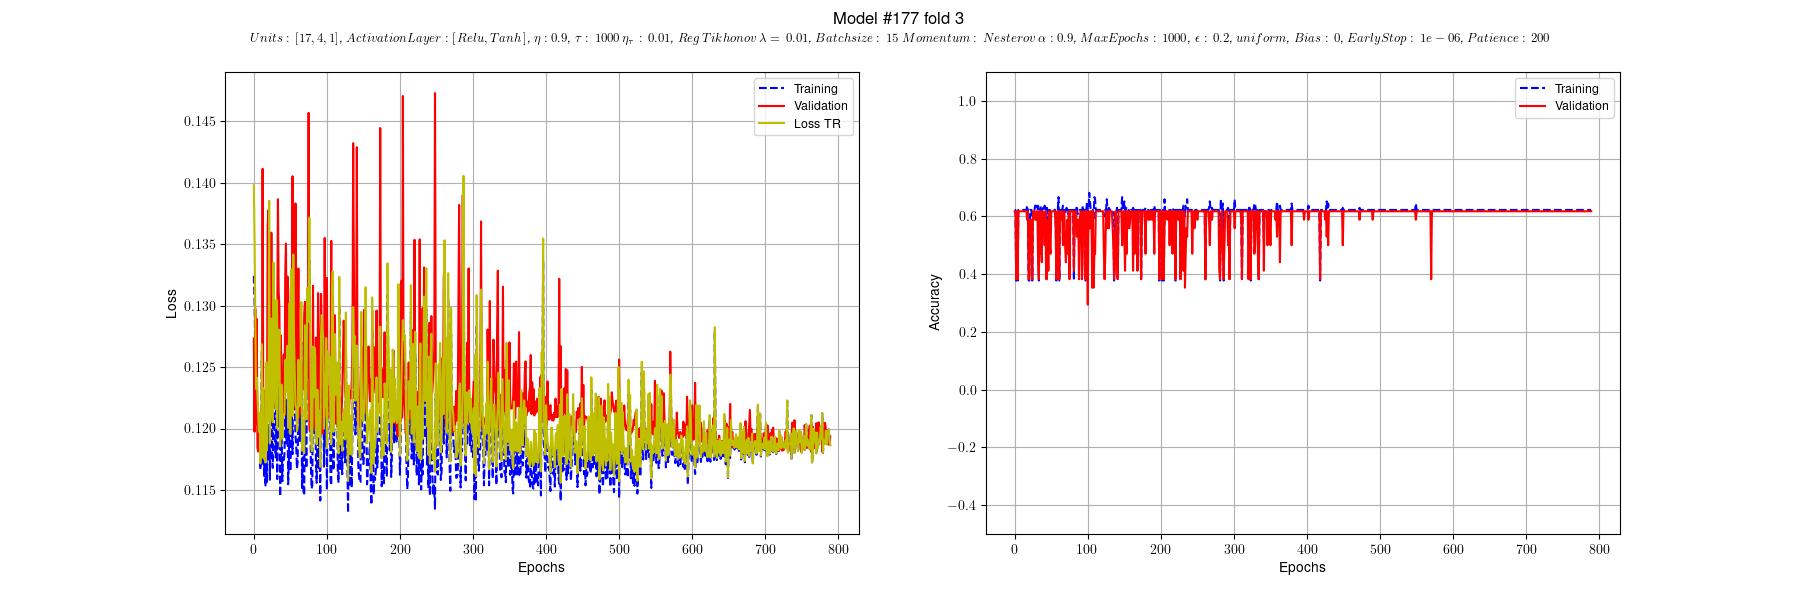 Model #177 fold 3
Units : [17, 4, 1], ActivationLayer : [Relu, Tanh], η : 0.9, τ : 1000 η_τ : 0.01, Reg Tikhonov λ = 0.01, Batchsize : 15 Momentum : Nesterov α : 0.9, MaxEpochs : 1000, ϵ : 0.2, uniform, Bias : 0, EarlyStop : 1e − 06, Patience : 200
Training
Validation
Loss TR
0.145
0.140
0.135
0.130
0.125
0.120
0.115
Loss
0 100 200 300 400 500 600 700 800
Epochs
Training
Validation
1.0
0.8
0.6
0.4
0.2
0.0
−0.2
−0.4
Accuracy
0 100 200 300 400 500 600 700 800
Epochs